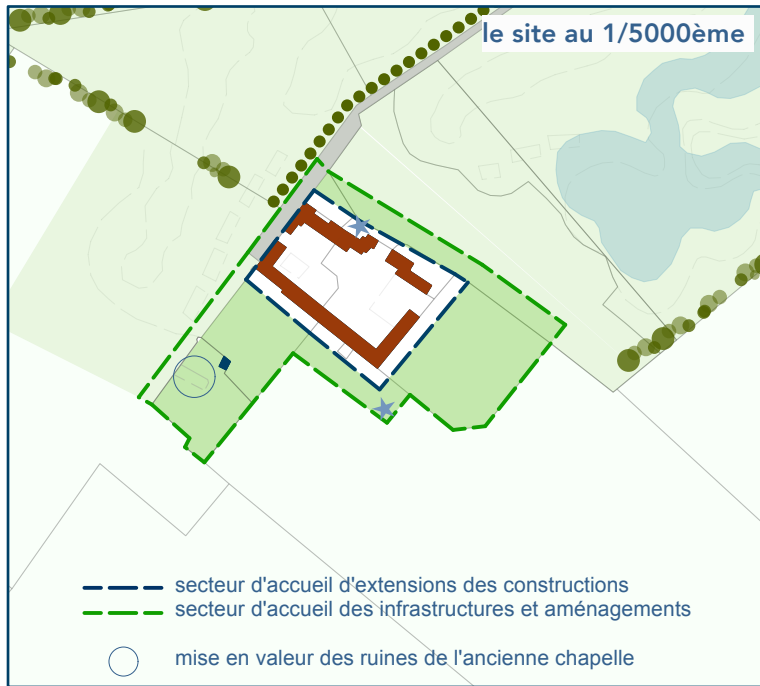 le site au 1/5000ème
secteur d'accueil d'extensions des constructions
secteur d'accueil des infrastructures et aménagements
mise en valeur des ruines de l'ancienne chapelle